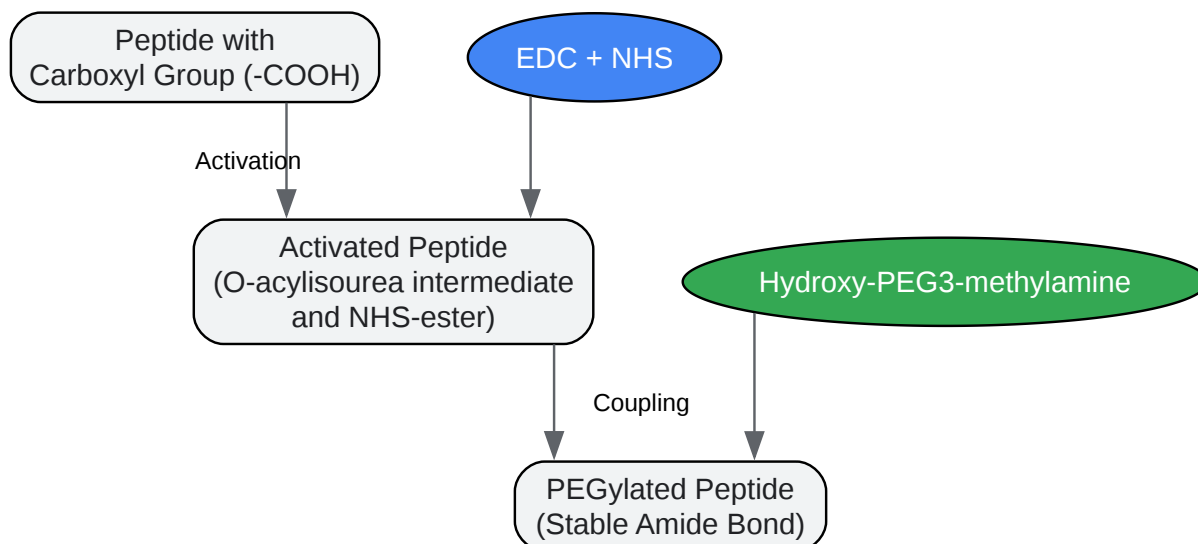 Peptide with
Carboxyl Group (-COOH)
EDC + NHS
Activation
Activated Peptide
(O-acylisourea intermediate
and NHS-ester)
Hydroxy-PEG3-methylamine
Coupling
PEGylated Peptide
(Stable Amide Bond)